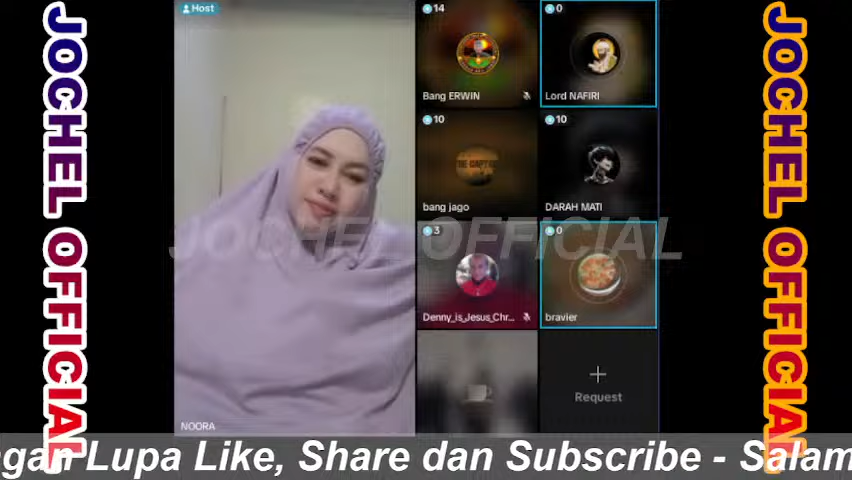 JOCHEL OFFICIAL
Host
NOORA
14
Bang ERWIN
0
Lord NAFIRI
10
bang jago
10
DARAH MATI
3
Denny_is_Jesus_Chr...
0
bravier
+
Request
JOCHEL OFFICIAL
JOCHEL OFFICIAL
ngan Lupa Like, Share dan Subscribe - Salam